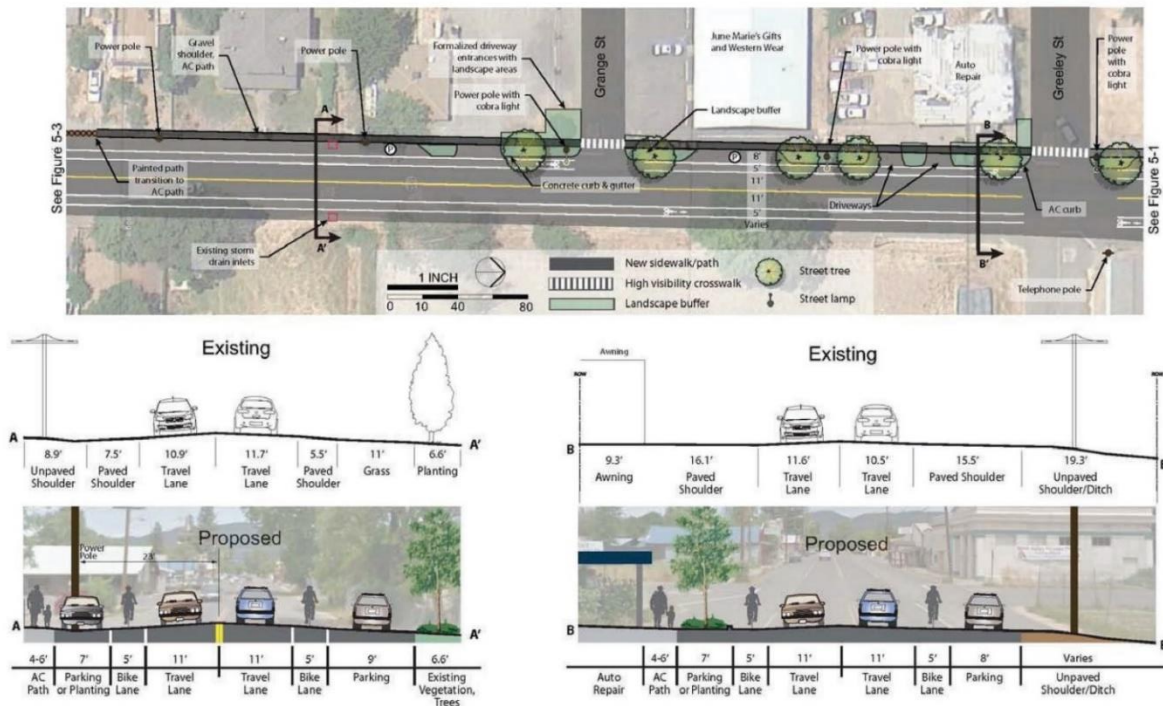 Power pole
Gravel
shoulder,
AC path
Power pole
Formalized driveway
entrances with
landscape areas
Power pole with
cobra light
Grange St
June Marie's Gifts
and Western Wear
Power pole with
cobra light
Auto
Repair
Greeley St
Power
pole
with
cobra
light
Landscape buffer
See Figure 5-3
Painted path
transition to
AC path
A
P
Concrete curb & gutter
P
8'
5'
11'
11'
5'
Varies
Driveways
B
AC curb
See Figure 5-1
Existing storm
drain inlets
A'
B'
Telephone pole
1 INCH
0 20 40 80
New sidewalk/path
High visibility crosswalk
Landscape buffer
Street tree
Street lamp
Existing
A
A'
8.9' 7.5' 10.9' 11.7' 5.5' 11' 6.6'
Unpaved Paved Travel Travel Paved Grass Planting
Shoulder Shoulder Lane Lane Shoulder
Proposed
Power
Pole
23'
A
A'
4-6' 7' 5' 11' 11' 5' 9' 6.6'
AC Parking Bike Travel Travel Bike Parking Existing
Path or Planting Lane Lane Lane Lane Vegetation,
Trees
Existing
Awning
ROW
ROW
B
9.3' 16.1' 11.6' 10.5' 15.5' 19.3'
Awning Paved Travel Travel Paved Shoulder Unpaved
Shoulder Lane Lane Shoulder/Ditch
Proposed
B
Auto 4-6' 7' 5' 11' 11' 5' 8' Varies
Repair AC Parking Bike Travel Travel Bike Parking Unpaved
Path or Planting Lane Lane Lane Lane Shoulder/Ditch